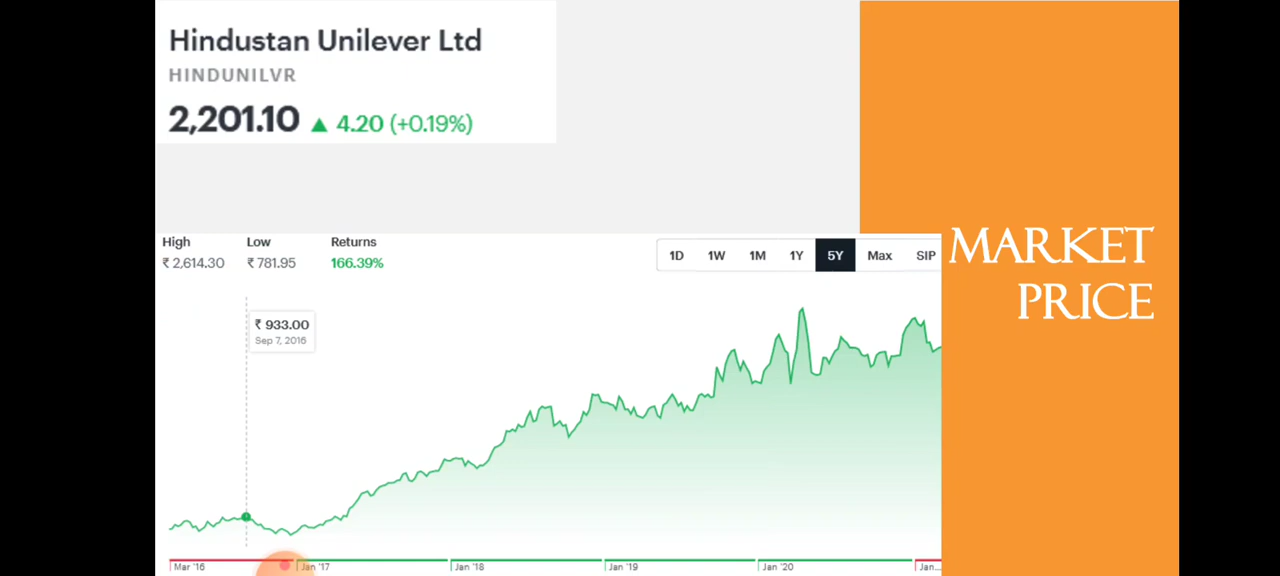 Hindustan Unilever Ltd
HINDUNILVR
2,201.10 ▲ 4.20 (+0.19%)
High Low Returns
₹ 2,614.30 ₹ 781.95 166.39%
1D 1W 1M 1Y 5Y Max SIP
MARKET
PRICE
₹ 933.00
Sep 7, 2016
Mar '16 Jan '17 Jan '18 Jan '19 Jan '20 Jan...